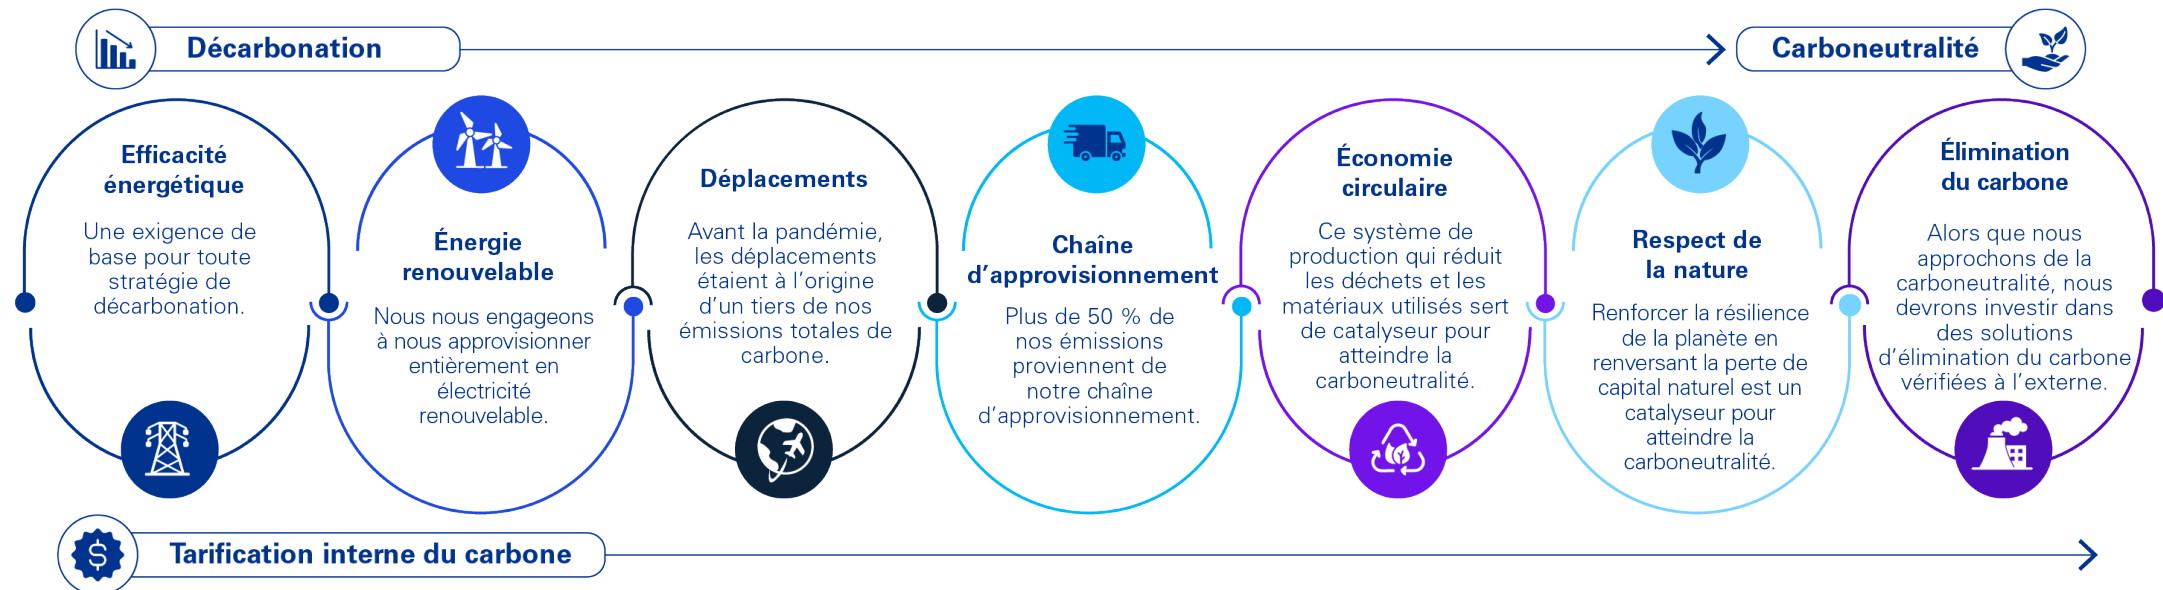 Décarbonation
Carboneutralité
Efficacité
énergétique
Une exigence de
base pour toute
stratégie de
décarbonation.
Énergie
renouvelable
Nous nous engageons
à nous approvisionner
entièrement en
électricité
renouvelable.
Déplacements
Avant la pandémie,
les déplacements
étaient à l’origine
d’un tiers de nos
émissions totales de
carbone.
Chaîne
d’approvisionnement
Plus de 50 % de
nos émissions
proviennent de
notre chaîne
d’approvisionnement.
Économie
circulaire
Ce système de
production qui réduit
les déchets et les
matériaux utilisés sert
de catalyseur pour
atteindre la
carboneutralité.
Respect de
la nature
Renforcer la résilience
de la planète en
renversant la perte de
capital naturel est un
catalyseur pour
atteindre la
carboneutralité.
Élimination
du carbone
Alors que nous
approchons de la
carboneutralité, nous
devrons investir dans
des solutions
d’élimination du carbone
vérifiées à l’externe.
$
Tarification interne du carbone